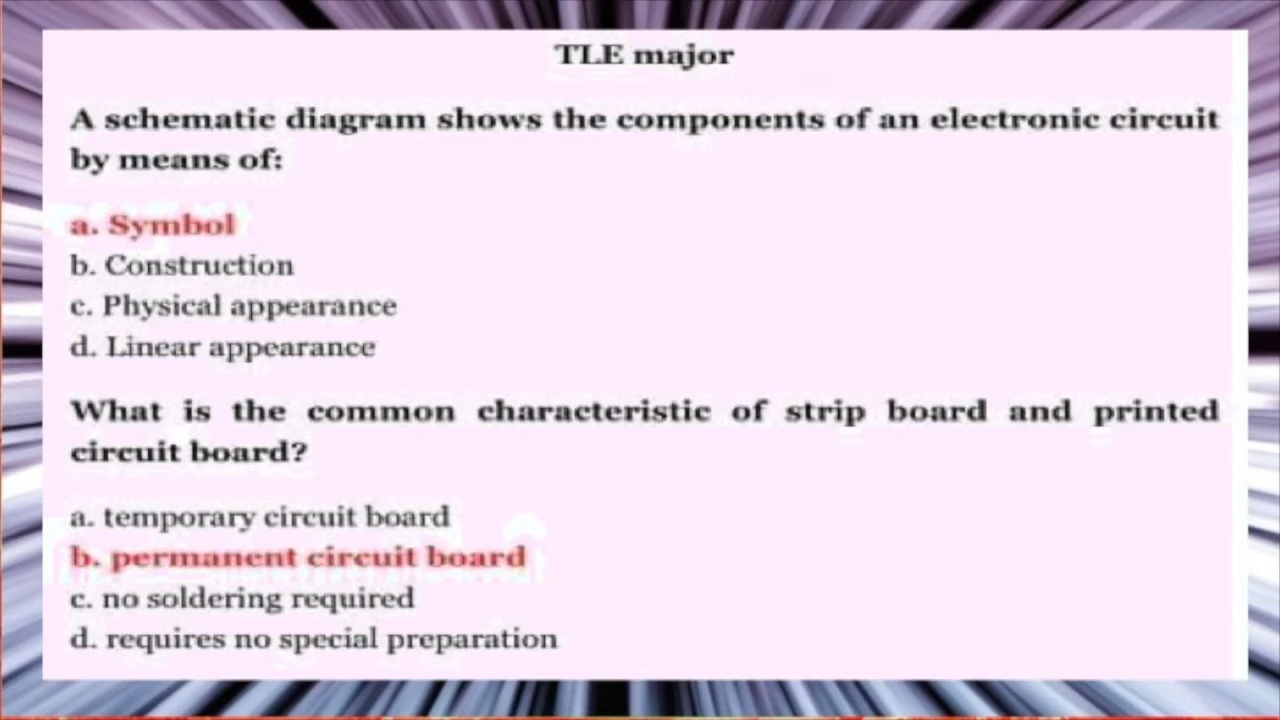 TLE major
A schematic diagram shows the components of an electronic circuit
by means of:
a. Symbol
b. Construction
c. Physical appearance
d. Linear appearance
What is the common characteristic of strip board and printed
circuit board?
a. temporary circuit board
b. permanent circuit board
c. no soldering required
d. requires no special preparation